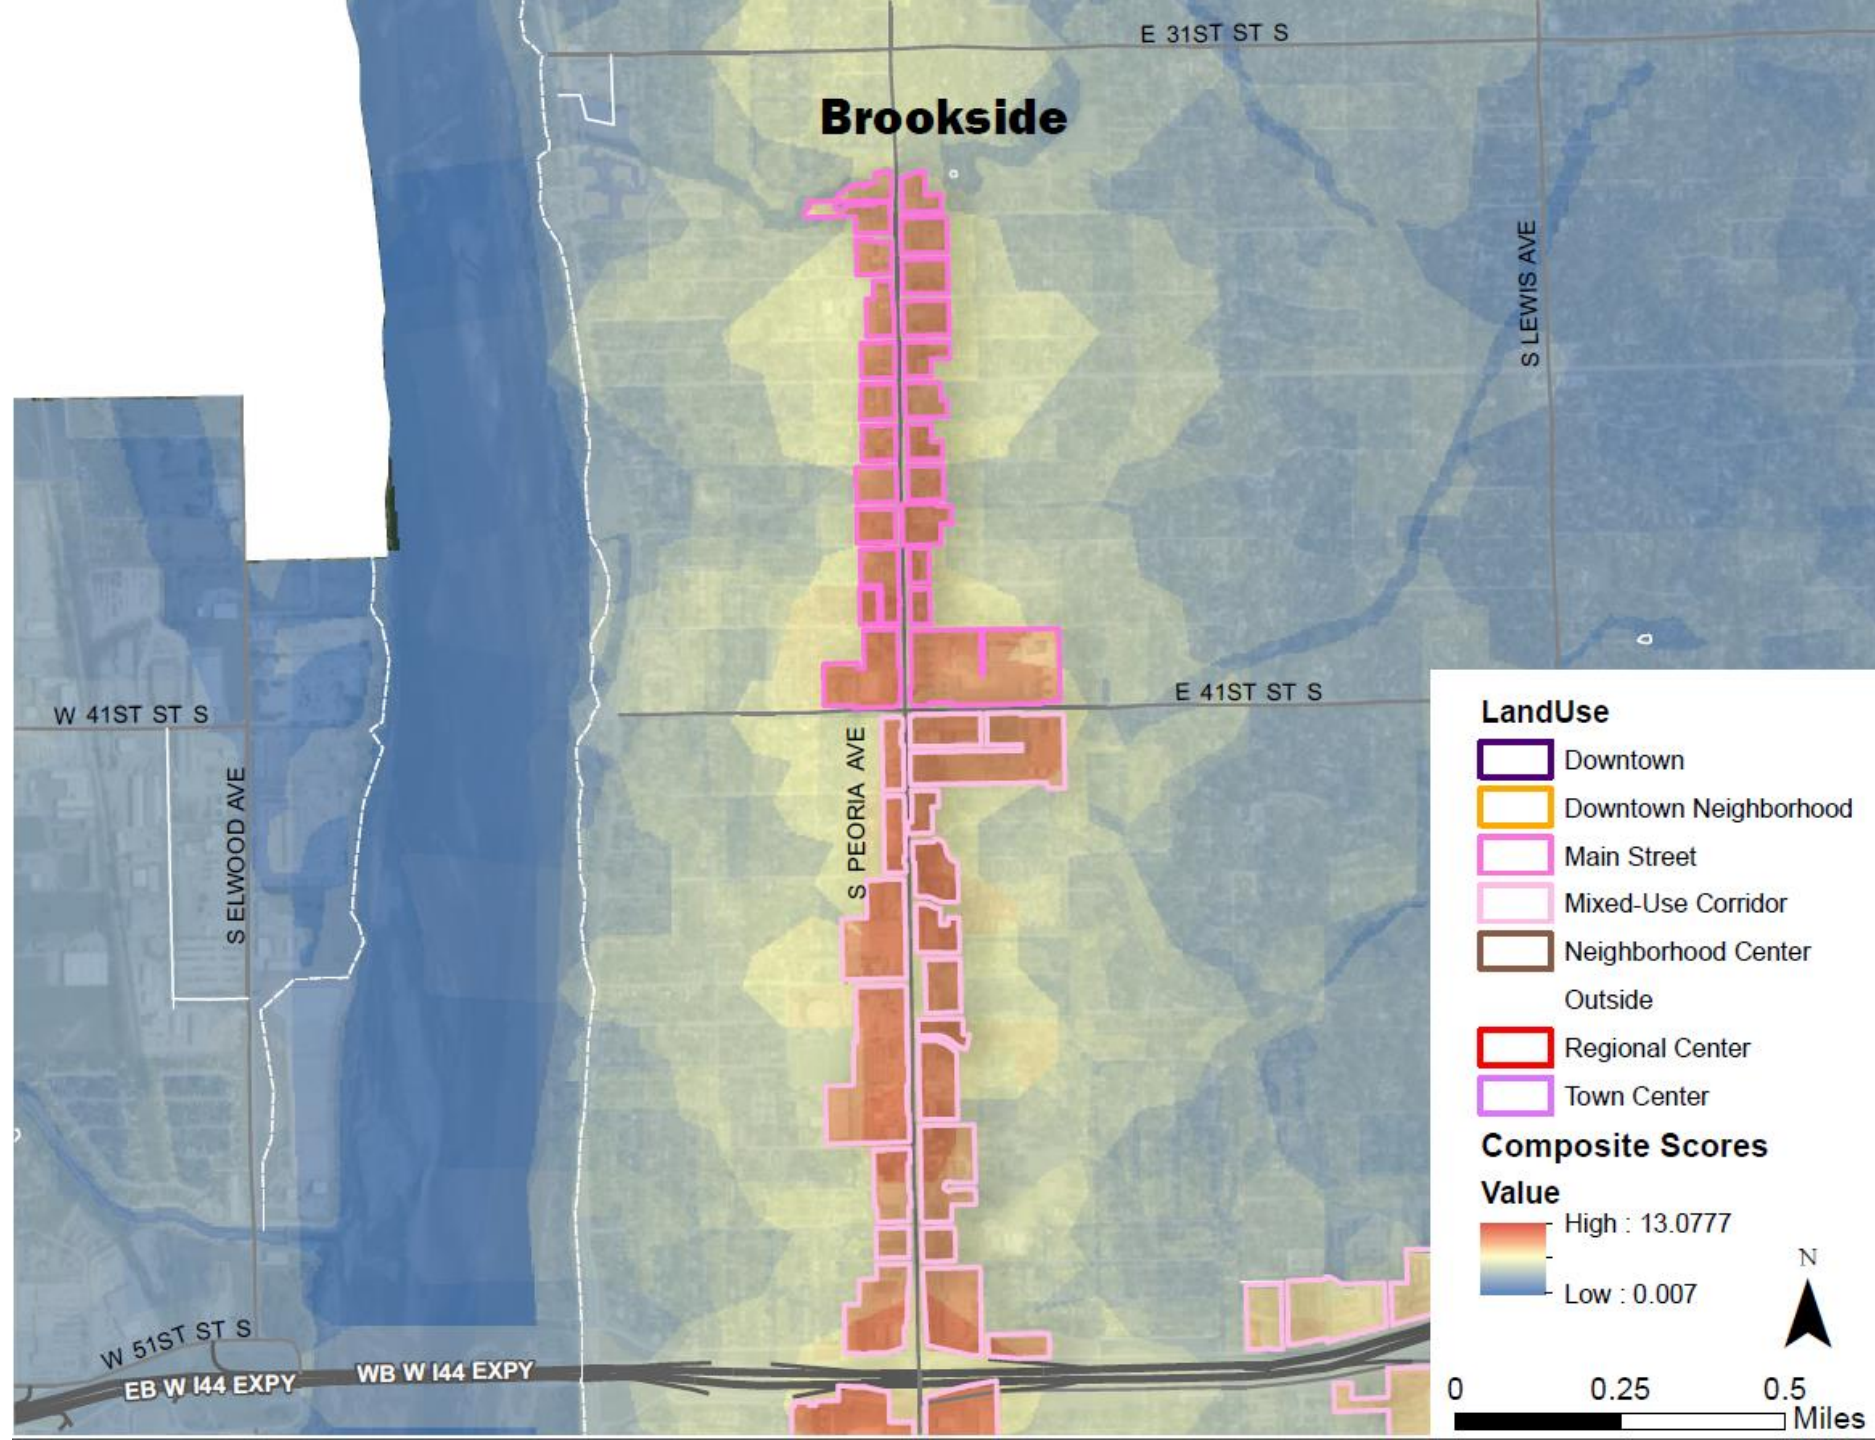 E 31ST ST S
Brookside
S LEWIS AVE
W 41ST ST S
E 41ST ST S
S PEORIA AVE
S ELWOOD AVE
W 51ST ST S
EB W I44 EXPY
WB W I44 EXPY
LandUse
Downtown
Downtown Neighborhood
Main Street
Mixed-Use Corridor
Neighborhood Center
Outside
Regional Center
Town Center
Composite Scores
Value
High : 13.0777
Low : 0.007
N
0 0.25 0.5
Miles